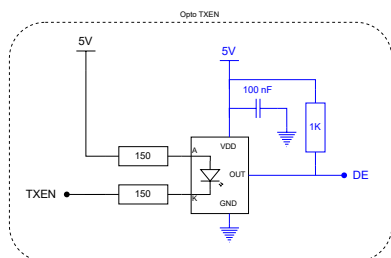 Opto TXEN
5V
5V
100 nF
1K
VDD
150
A
OUT
DE
TXEN
150
K
GND